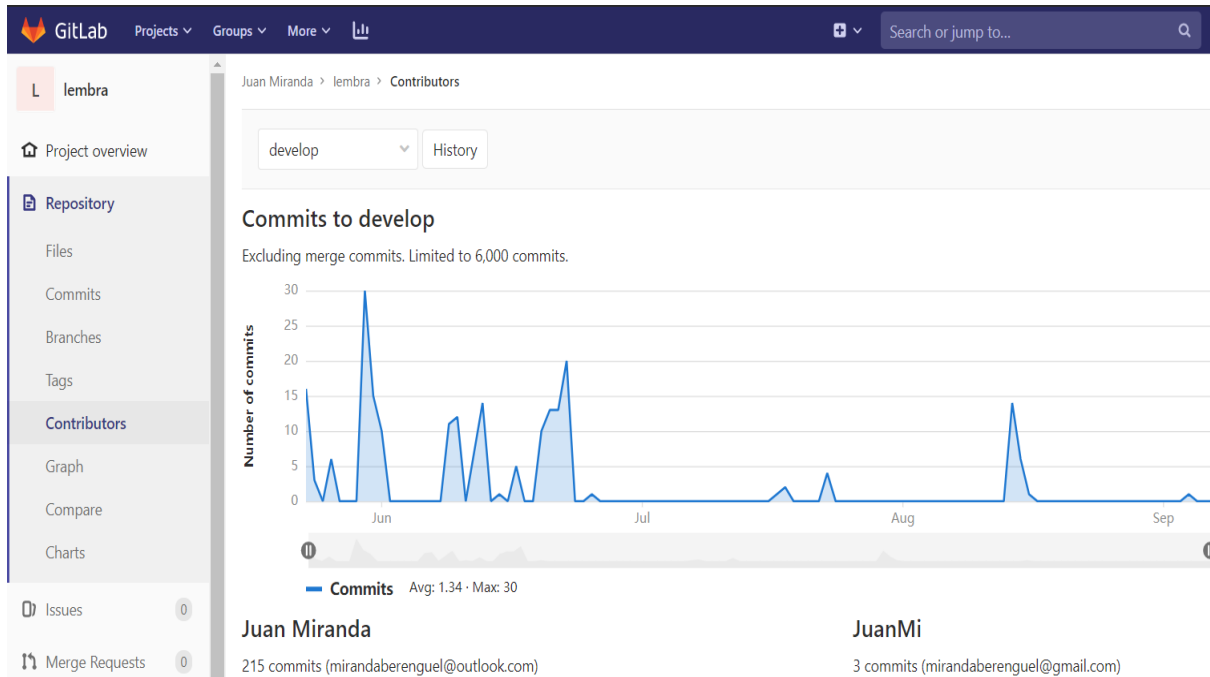 GitLab Projects Groups More Search or jump to...
L lembra
Juan Miranda > lembra > Contributors
Project overview
develop History
Repository
Files
Commits
Branches
Tags
Contributors
Graph
Compare
Charts
Issues 0
Merge Requests 0
Commits to develop
Excluding merge commits. Limited to 6,000 commits.
Number of commits
30
25
20
15
10
5
0
Jun Jul Aug Sep
Commits Avg: 1.34 · Max: 30
Juan Miranda
215 commits (mirandaberenguel@outlook.com)
JuanMi
3 commits (mirandaberenguel@gmail.com)